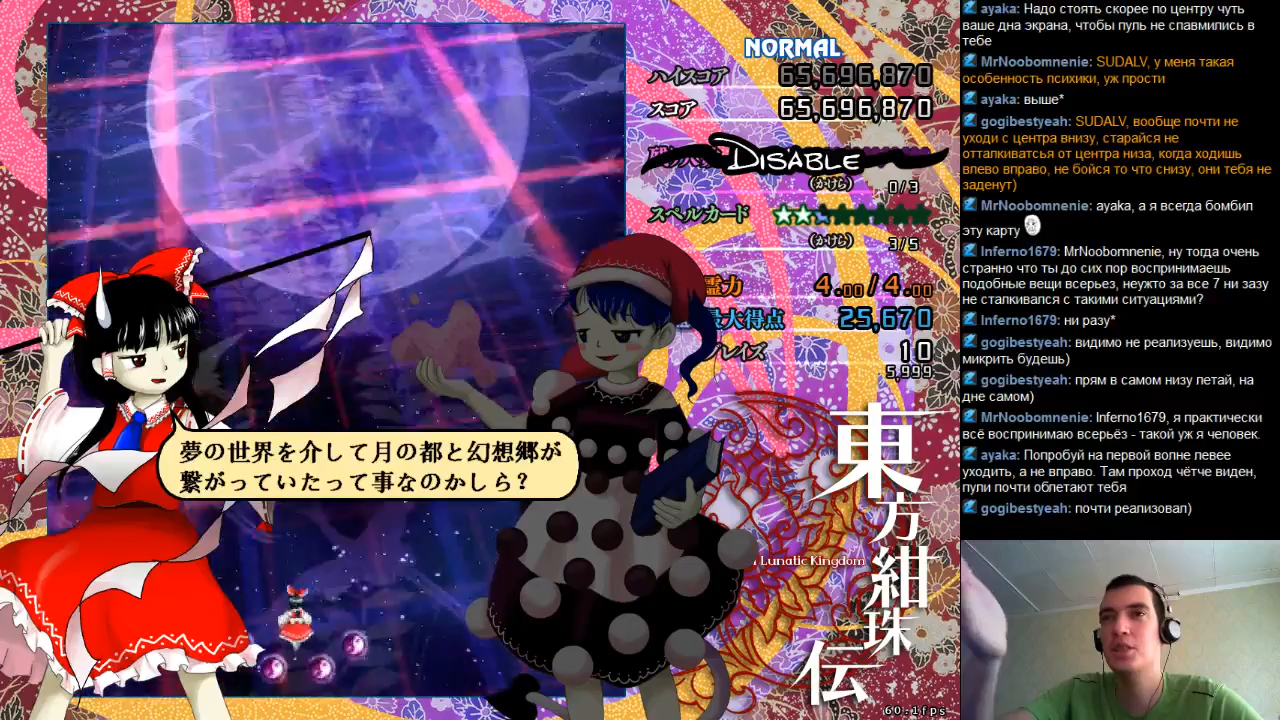 夢の世界を介して月の都と幻想郷が
繋がっていたって事なのかしら?
NORMAL
ハイスコア 65,696,870
スコア 65,696,870
DISABLE
(かけら) 0/3
スペルカード
(かけら) 3/5
霊力 4.00/4.00
最大得点 25,670
グレイズ 10
5,999
東方紺珠伝
Lunatic Kingdom
60.1fps
ayaka: Надо стоять скорее по центру чуть
ваше дна экрана, чтобы пуль не спавмились в
тебе
MrNoobomnenie: SUDALV, у меня такая
особенность психики, уж прости
ayaka: выше*
gogibestyeah: SUDALV, вообще почти не
уходи с центра внизу, старайся не
отталкиватсья от центра низа, когда ходишь
влево вправо, не бойся то что снизу, они тебя не
заденут)
MrNoobomnenie: ayaka, а я всегда бомбил
эту карту
Inferno1679: MrNoobomnenie, ну тогда очень
странно что ты до сих пор воспринимаешь
подобные вещи всерьез, неужто за все 7 ни зазу
не сталкивался с такими ситуациями?
Inferno1679: ни разу*
gogibestyeah: видимо не реализуешь, видимо
микрить будешь)
gogibestyeah: прям в самом низу петай, на
дне самом)
MrNoobomnenie: Inferno1679, я практически
всё воспринимаю всерьёз - такой уж я человек.
ayaka: Попробуй на первой волне певее
уходить, а не вправо. Там проход чётче виден,
пупи почти облетают тебя
gogibestyeah: почти реализовал)